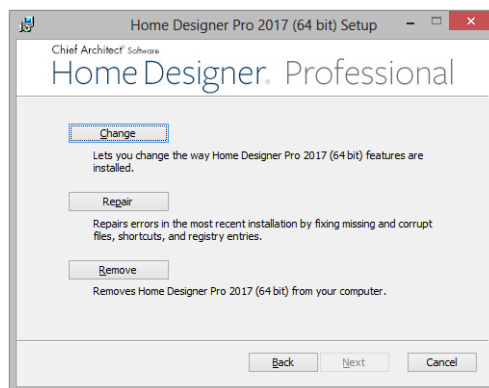 Home Designer Pro 2017 (64 bit) Setup
Chief Architect® Software
Home Designer® Professional
Change
Lets you change the way Home Designer Pro 2017 (64 bit) features are
installed.
Repair
Repairs errors in the most recent installation by fixing missing and corrupt
files, shortcuts, and registry entries.
Remove
Removes Home Designer Pro 2017 (64 bit) from your computer.
Back Next Cancel